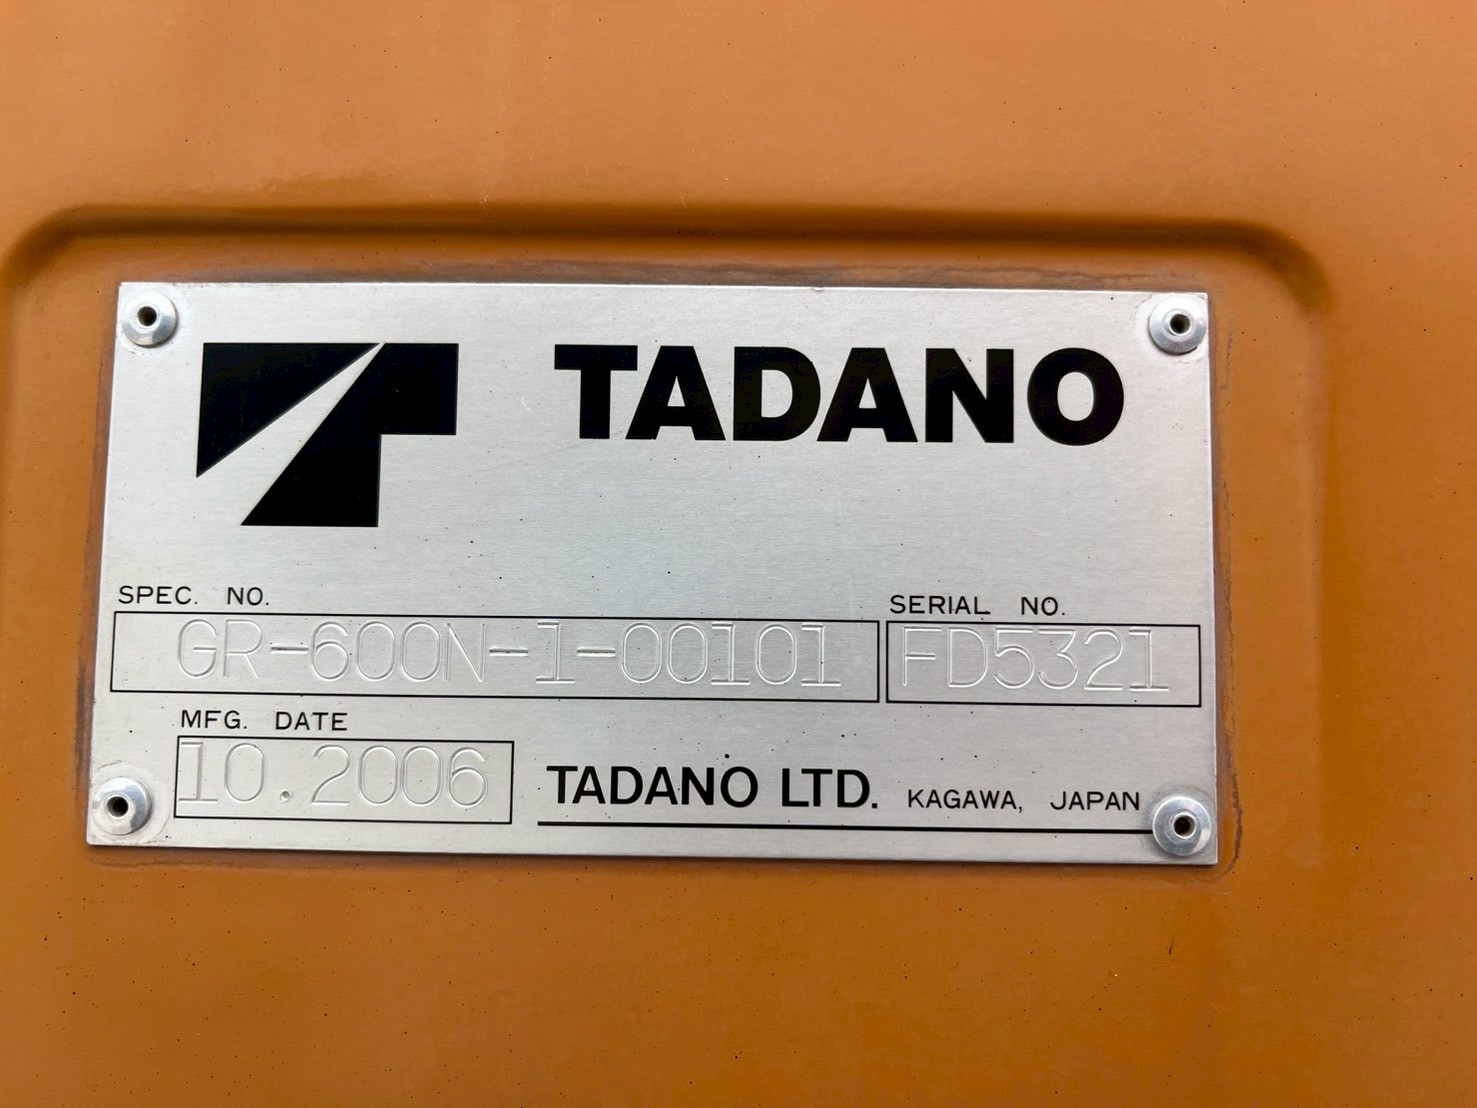 TADANO
SPEC. NO.
SERIAL NO.
GR-600N-1-00101
FD5321
MFG. DATE
10.2006
TADANO LTD. KAGAWA, JAPAN